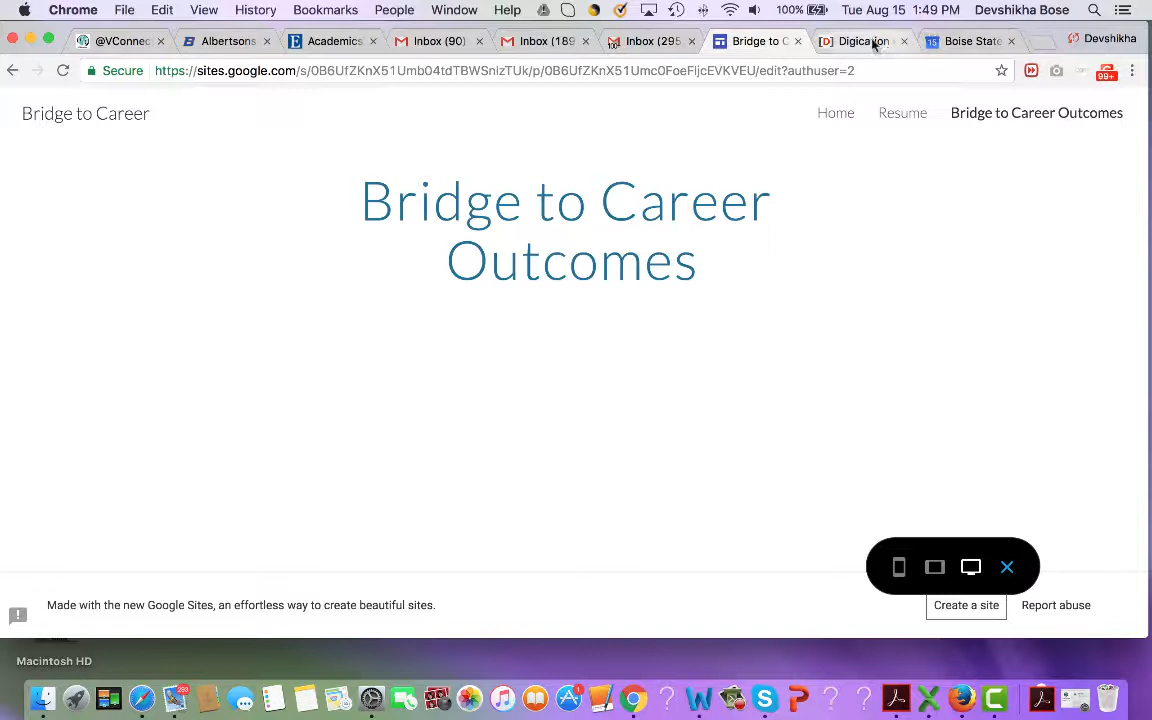 Chrome File Edit View History Bookmarks People Window Help 100% Tue Aug 15 1:49 PM Devshikha Bose
@VConnec Albertsons Academics Inbox (90) Inbox (189 Inbox (295 Bridge to C Digication Boise State Devshikha
Secure https://sites.google.com/s/0B6UfZKnX51Umb04tdTBWSnlzTUk/p/0B6UfZKnX51Umc0FoeFljcEVKVEU/edit?authuser=2 99+
Bridge to Career Home Resume Bridge to Career Outcomes
Bridge to Career
Outcomes
Made with the new Google Sites, an effortless way to create beautiful sites. Create a site Report abuse
Macintosh HD